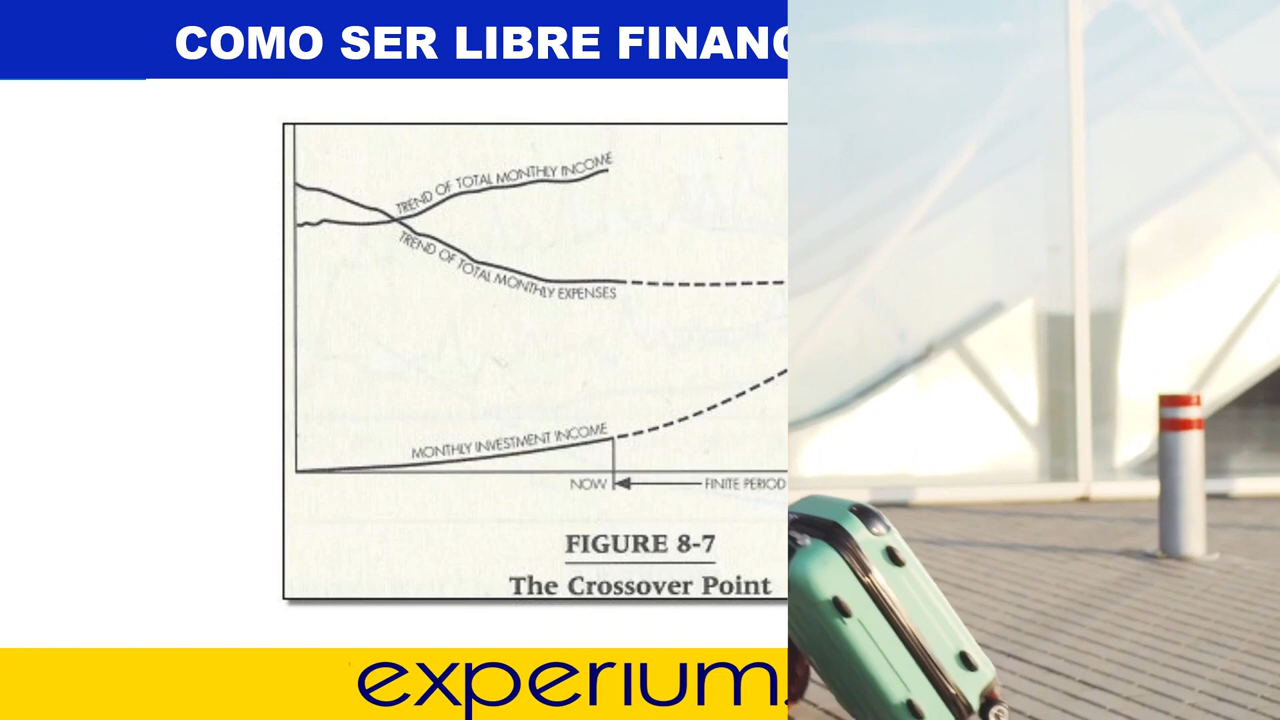 COMO SER LIBRE FINANC
TREND OF TOTAL MONTHLY INCOME
TREND OF TOTAL MONTHLY EXPENSES
MONTHLY INVESTMENT INCOME
NOW
FINITE PERIOD
FIGURE 8-7
The Crossover Point
experium.